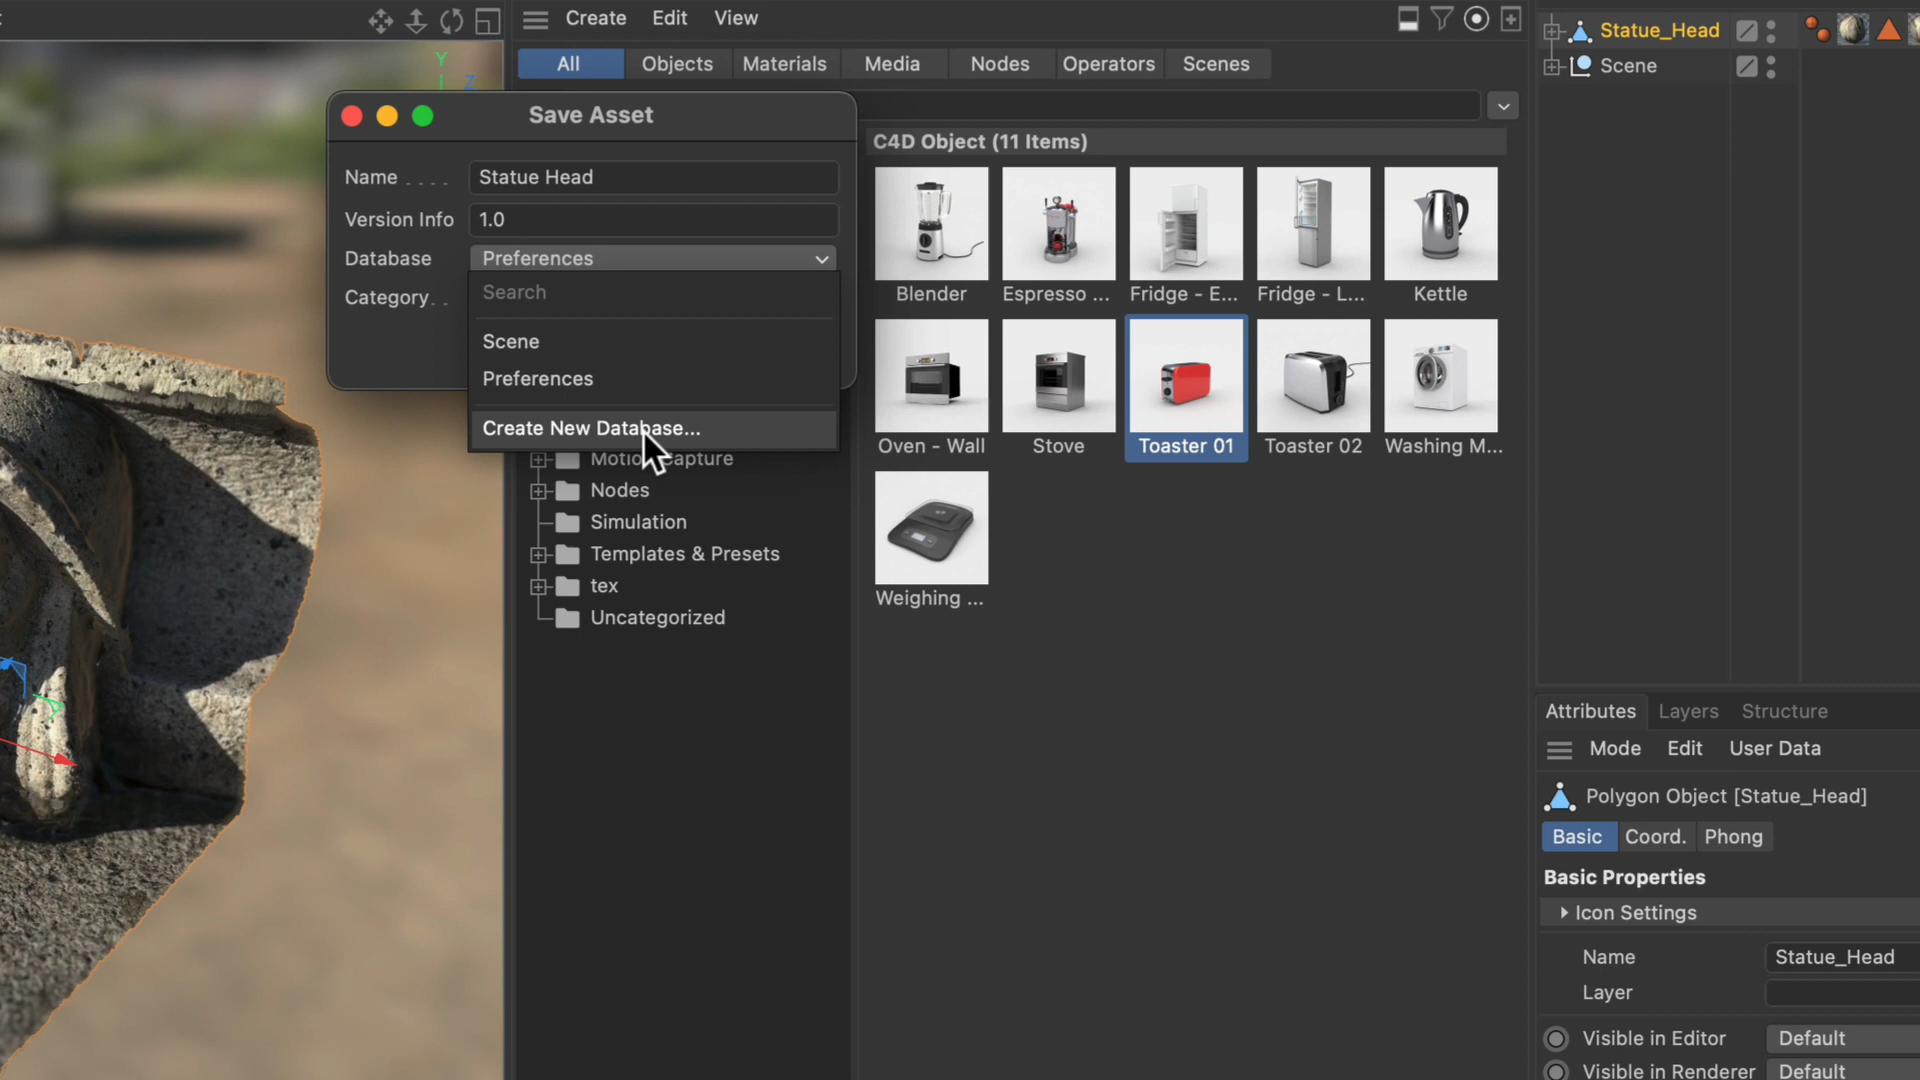 Create Edit View
All Objects Materials Media Nodes Operators Scenes
Save Asset
Name . . . . Statue Head
Version Info 1.0
Database Preferences
Category . .
Search
Scene
Preferences
Create New Database...
Motion Capture
Nodes
Simulation
Templates & Presets
tex
Uncategorized
C4D Object (11 Items)
Blender Espresso ... Fridge - E... Fridge - L... Kettle
Oven - Wall Stove Toaster 01 Toaster 02 Washing M...
Weighing ...
Statue_Head
Scene
Attributes Layers Structure
Mode Edit User Data
Polygon Object [Statue_Head]
Basic Coord. Phong
Basic Properties
Icon Settings
Name Statue_Head
Layer
Visible in Editor Default
Visible in Renderer Default
Y
Z